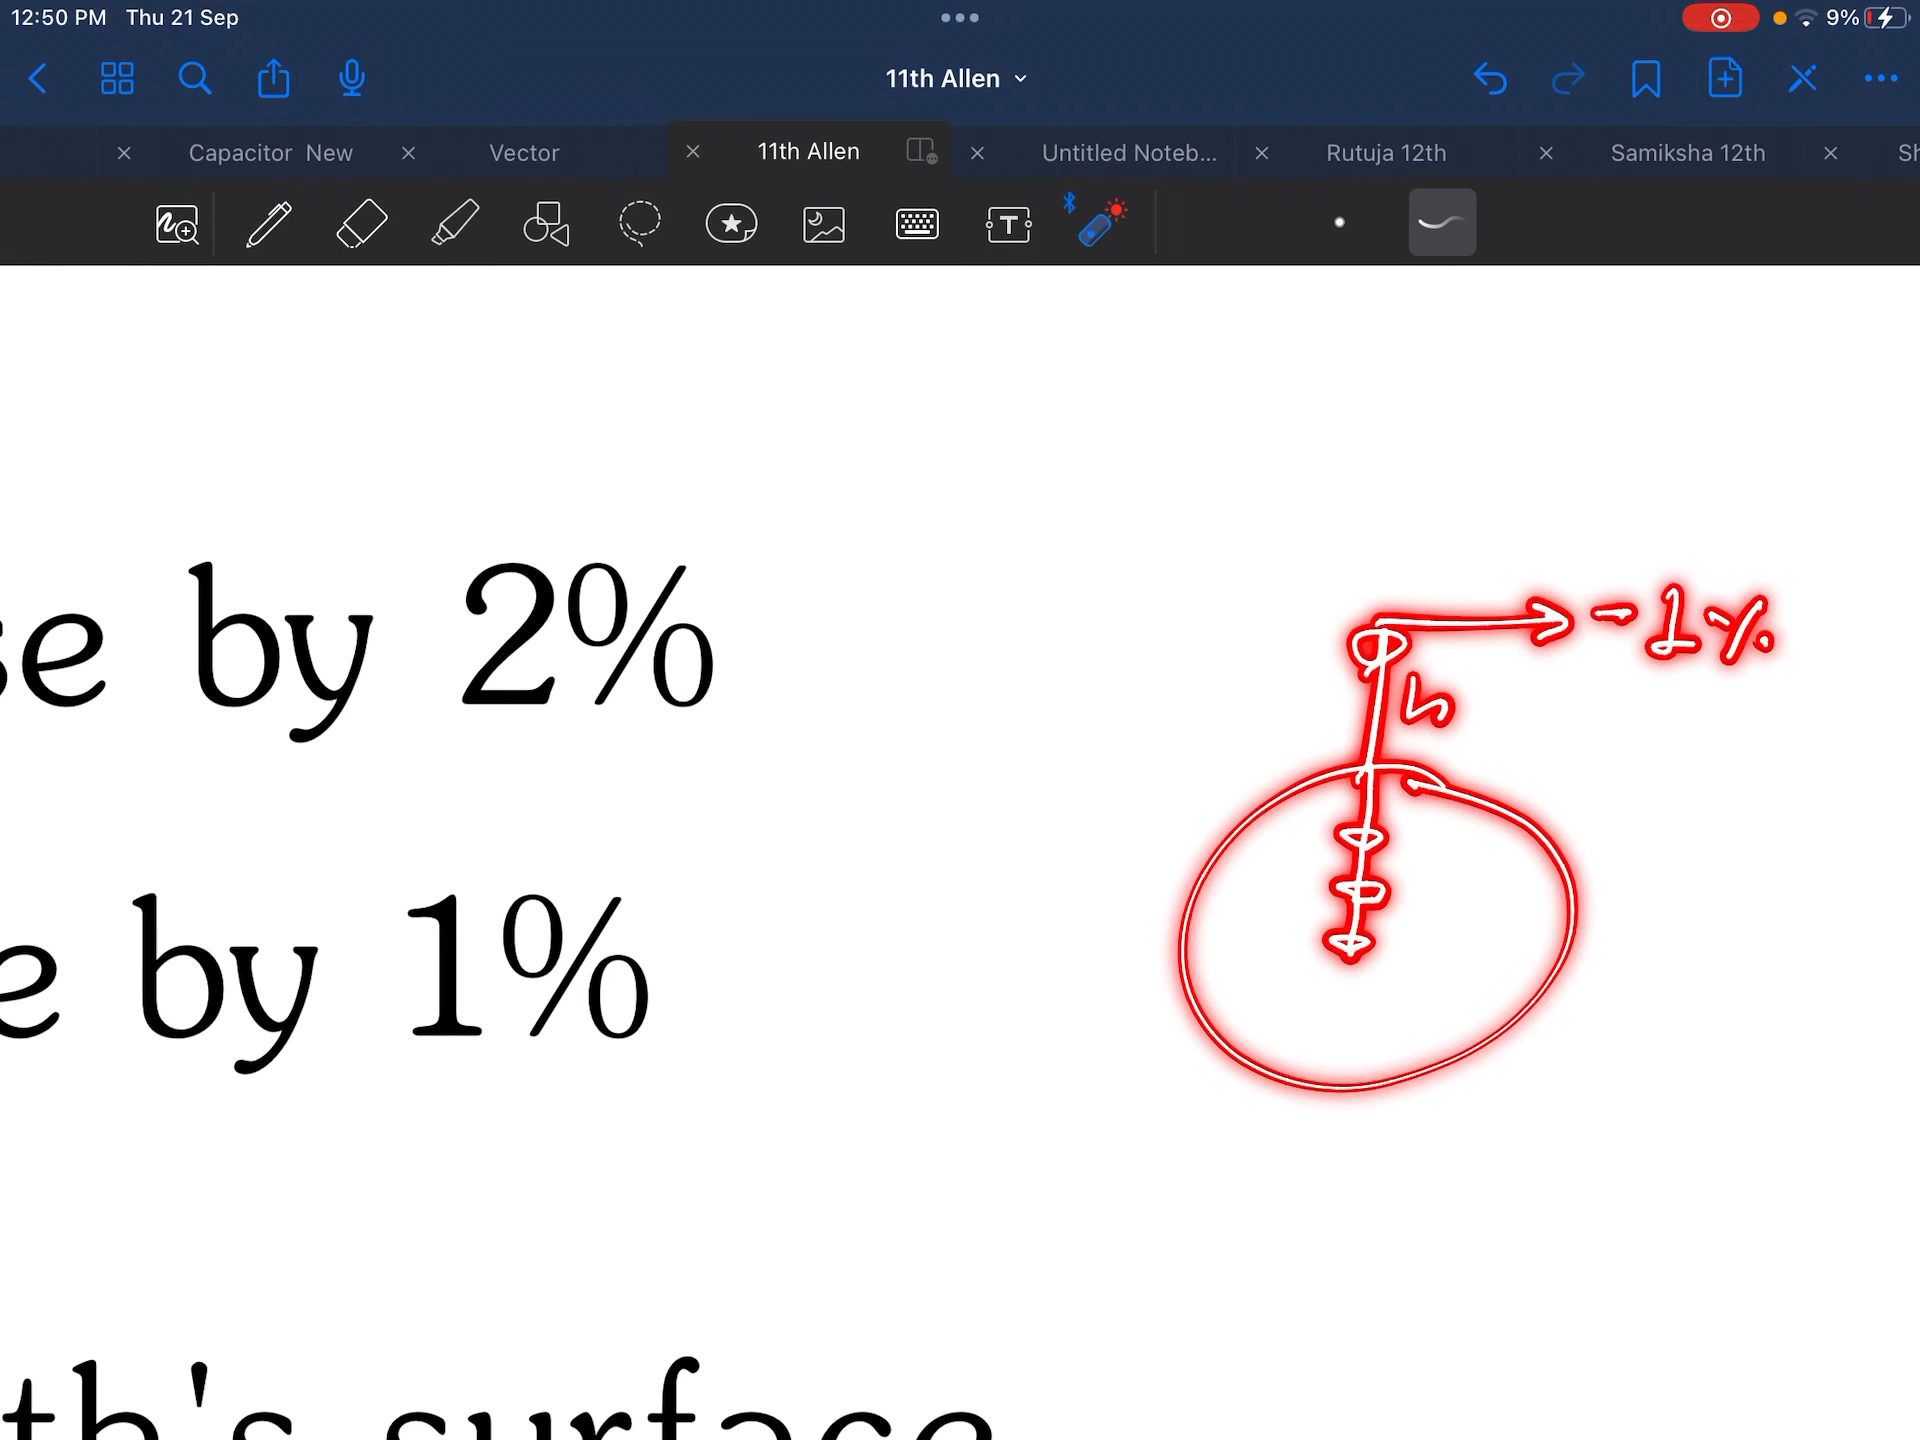 12:50 PM Thu 21 Sep 9%
11th Allen
Capacitor New Vector 11th Allen Untitled Noteb... Rutuja 12th Samiksha 12th Sh
T
se by 2%
-1%
h
e by 1%
th's surface